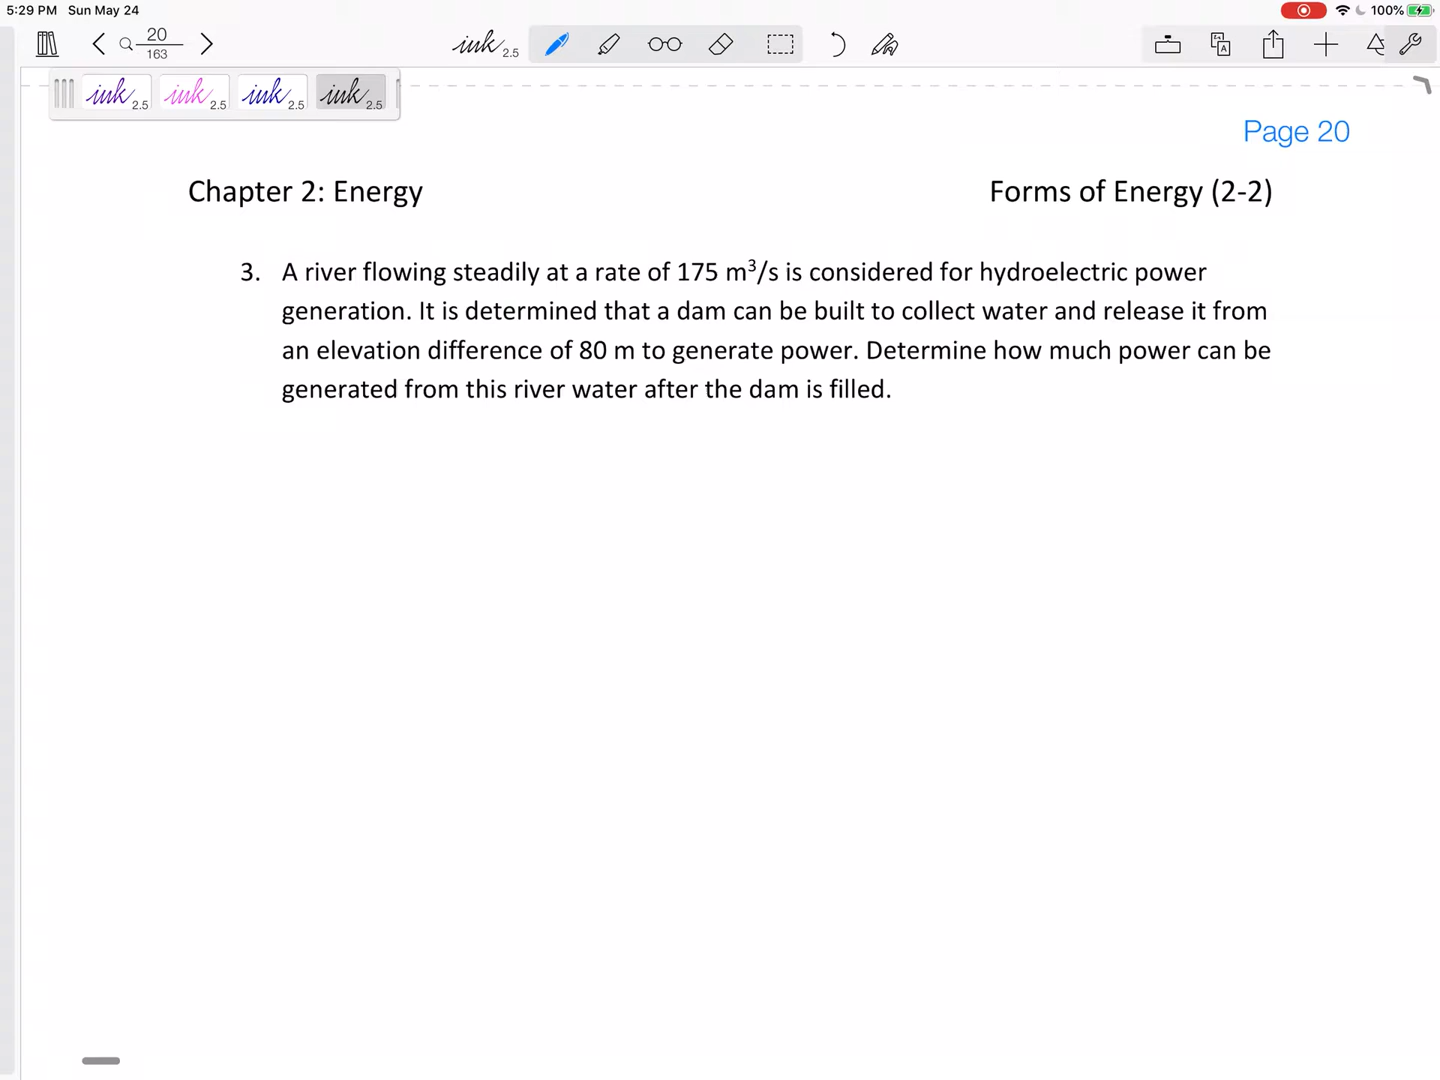 5:29 PM Sun May 24
100%
20
163
ink 2.5
ink 2.5 ink 2.5 ink 2.5 ink 2.5
Page 20
Chapter 2: Energy Forms of Energy (2-2)
3. A river flowing steadily at a rate of 175 m³/s is considered for hydroelectric power
generation. It is determined that a dam can be built to collect water and release it from
an elevation difference of 80 m to generate power. Determine how much power can be
generated from this river water after the dam is filled.